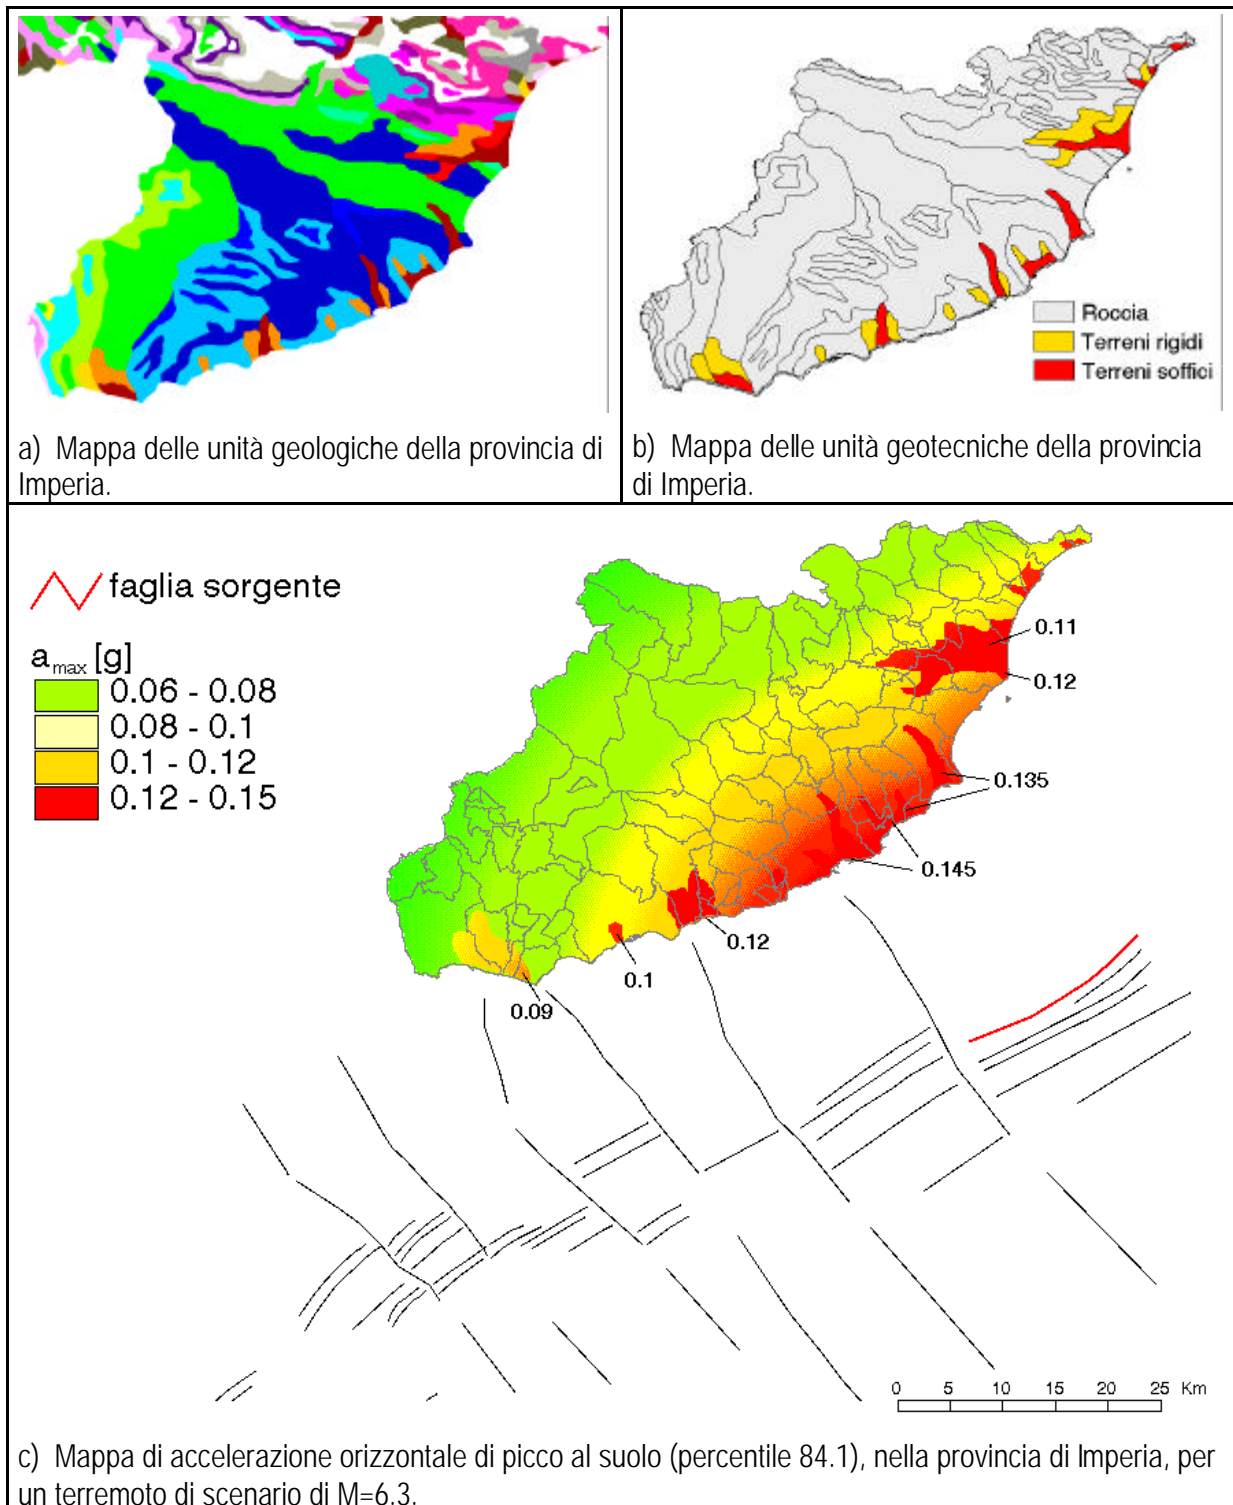 Roccia
Terreni rigidi
Terreni soffici
a) Mappa delle unità geologiche della provincia di
Imperia.
b) Mappa delle unità geotecniche della provincia
di Imperia.
faglia sorgente
a max [g]
0.06 - 0.08
0.08 - 0.1
0.1 - 0.12
0.12 - 0.15
0.11
0.12
0.135
0.145
0.12
0.1
0.09
0 5 10 15 20 25 Km
c) Mappa di accelerazione orizzontale di picco al suolo (percentile 84.1), nella provincia di Imperia, per
un terremoto di scenario di M=6.3.